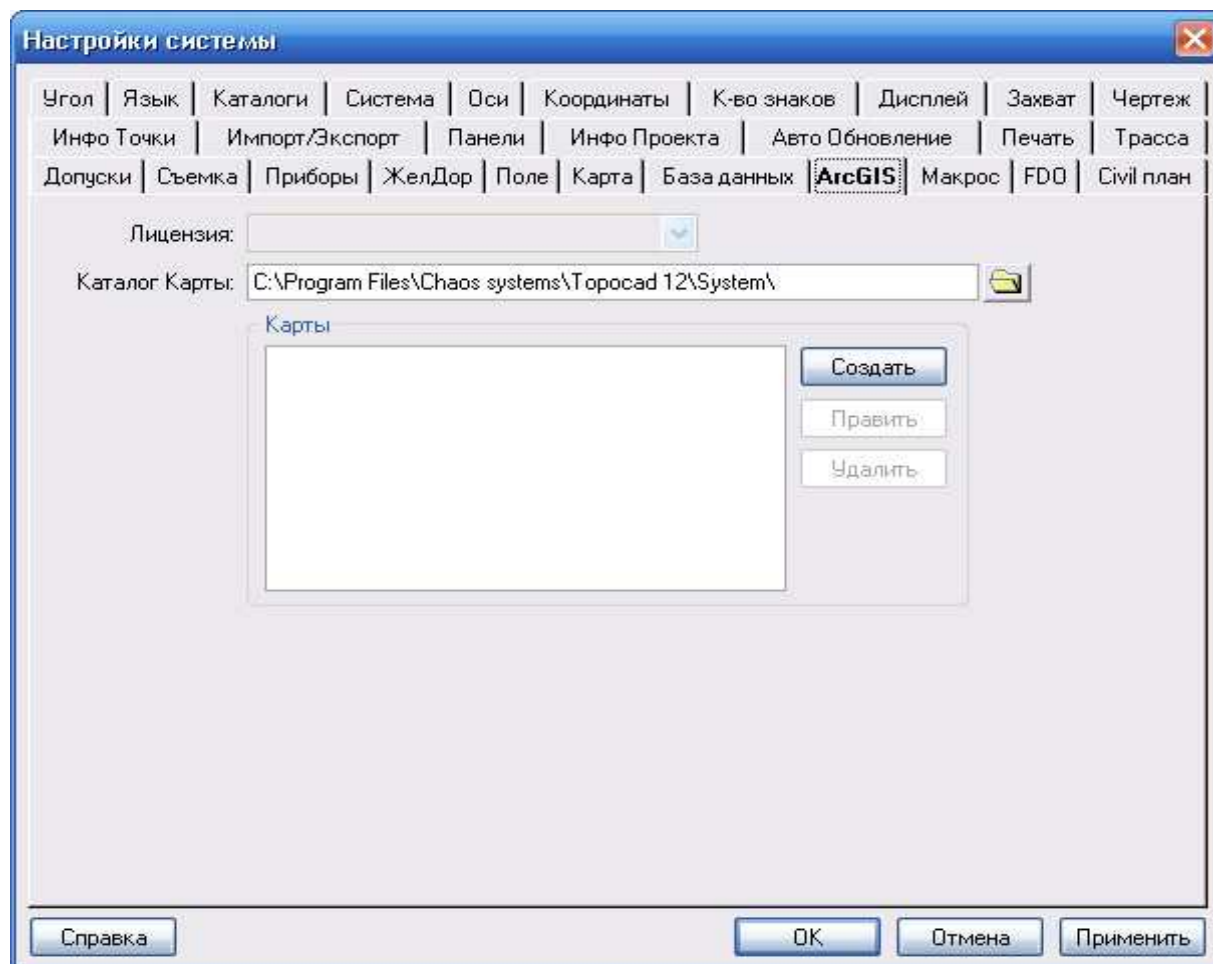 Настройки системы
Угол Язык Каталоги Система Оси Координаты К-во знаков Дисплей Захват Чертеж
Инфо Точки Импорт/Экспорт Панели Инфо Проекта Авто Обновление Печать Трасса
Допуски Съемка Приборы ЖелДор Поле Карта База данных ArcGIS Макрос FDO Civil план
Лицензия:
Каталог Карты: C:\Program Files\Chaos systems\Topocad 12\System\
Карты
Создать
Править
Удалить
Справка OK Отмена Применить